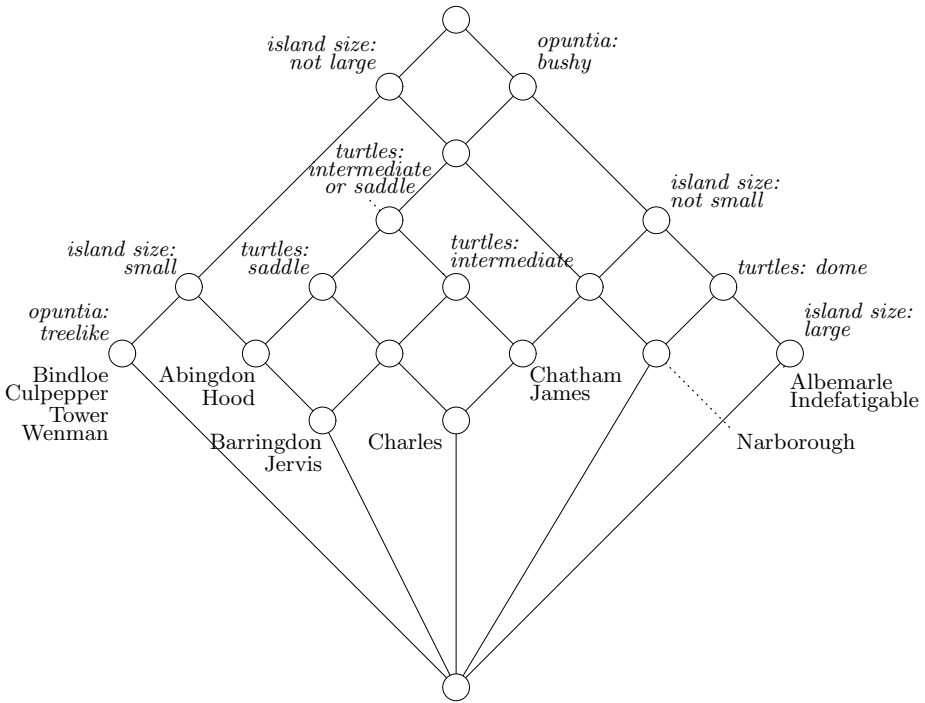 island size:
not large
opuntia:
bushy
turtles:
intermediate
or saddle
island size:
not small
island size:
small
turtles:
saddle
turtles:
intermediate
turtles: dome
opuntia:
treelike
island size:
large
Bindloe
Culpepper
Tower
Wenman
Abingdon
Hood
Chatham
James
Albemarle
Indefatigable
Barringdon
Jervis
Charles
Narborough